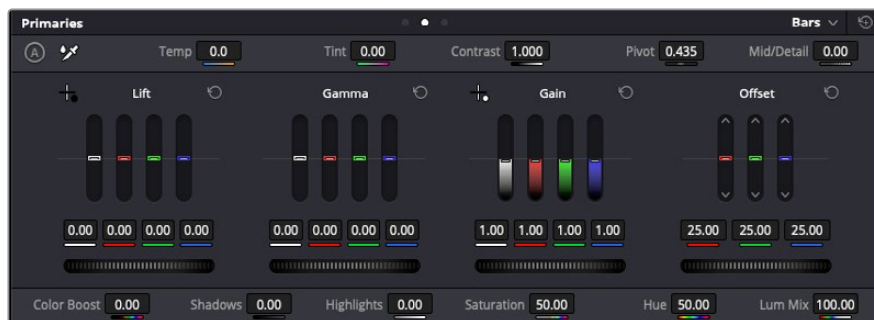 Primaries Bars
A Temp 0.0 Tint 0.00 Contrast 1.000 Pivot 0.435 Mid/Detail 0.00
Lift Gamma Gain Offset
0.00 0.00 0.00 0.00 0.00 0.00 0.00 0.00 1.00 1.00 1.00 1.00 25.00 25.00 25.00
Color Boost 0.00 Shadows 0.00 Highlights 0.00 Saturation 50.00 Hue 50.00 Lum Mix 100.00